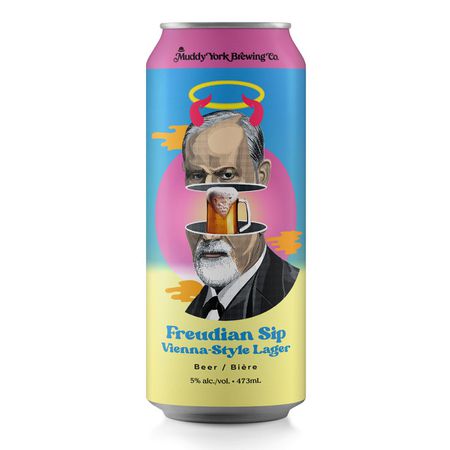 Muddy York Brewing Co.
Freudian Sip
Vienna-Style Lager
Beer / Bière
5% alc./vol. • 473mL